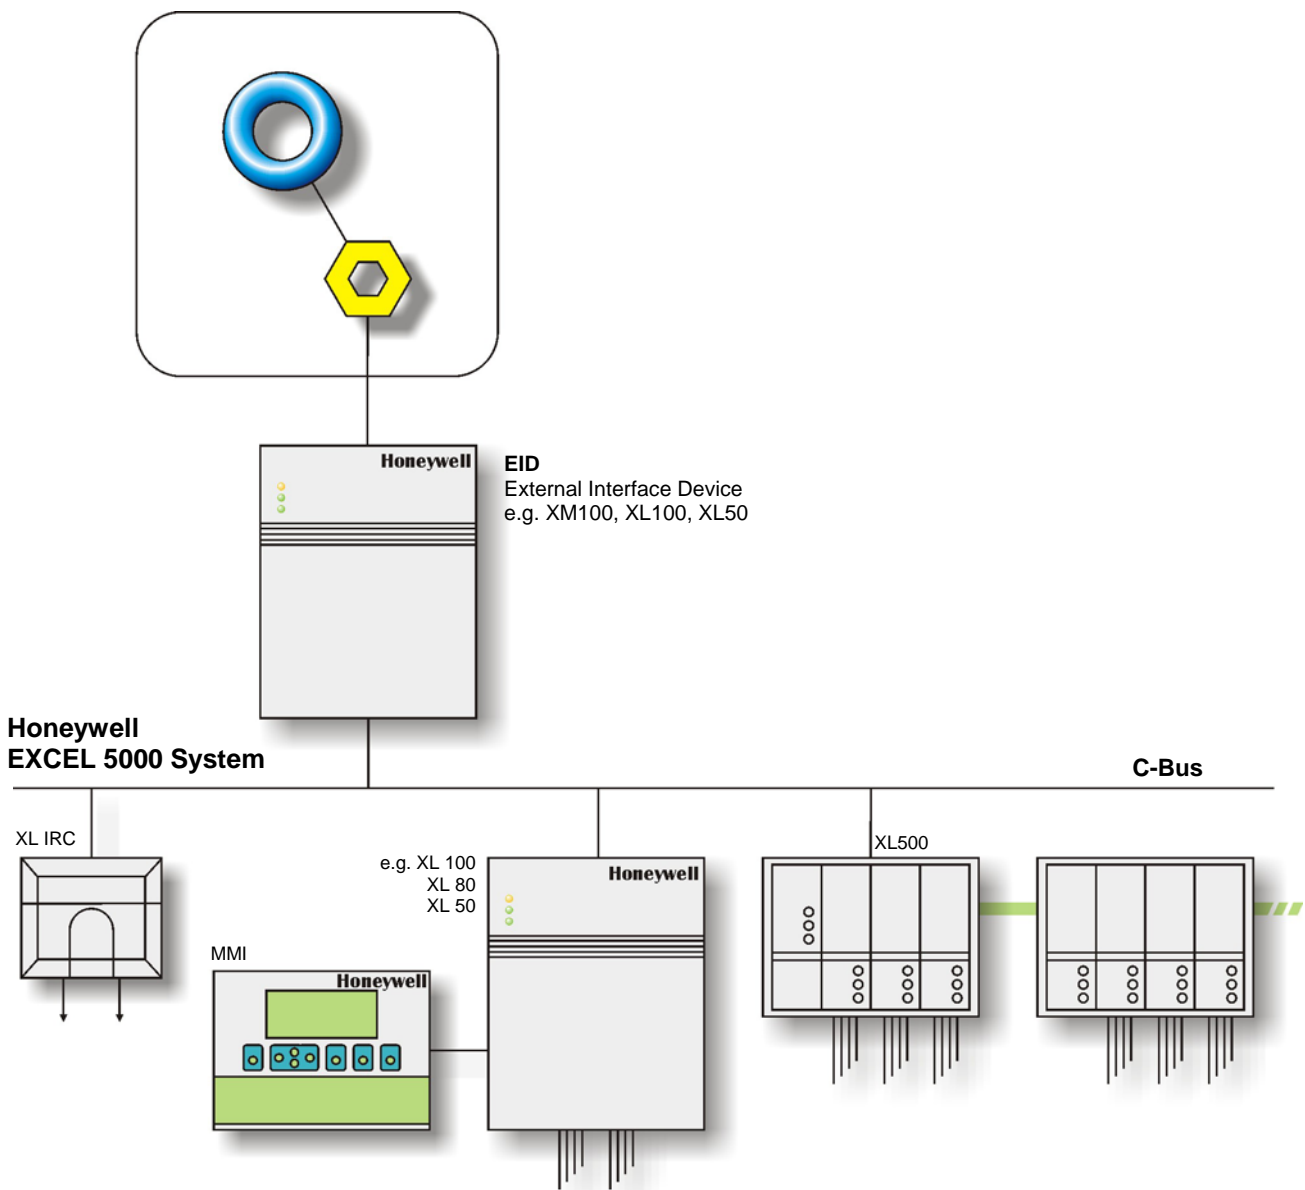 Honeywell
EID
External Interface Device
e.g. XM100, XL100, XL50
Honeywell
EXCEL 5000 System
C-Bus
XL IRC
e.g. XL 100
XL 80
XL 50
Honeywell
XL500
MMI
Honeywell